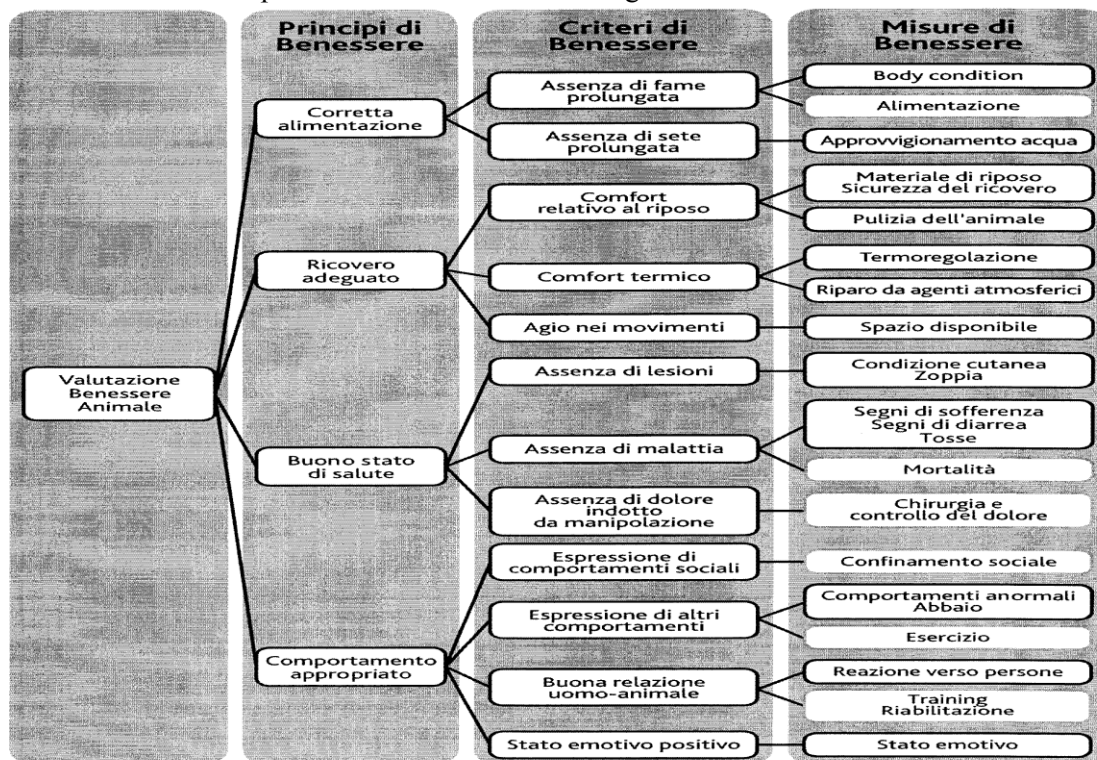 Principi di
Benessere
Criteri di
Benessere
Misure di
Benessere
Valutazione
Benessere
Animale
Corretta
alimentazione
Ricovero
adeguato
Buono stato
di salute
Comportamento
appropriato
Assenza di fame
prolungata
Assenza di sete
prolungata
Comfort
relativo al riposo
Comfort termico
Agio nei movimenti
Assenza di lesioni
Assenza di malattia
Assenza di dolore
indotto
da manipolazione
Espressione di
comportamenti sociali
Espressione di altri
comportamenti
Buona relazione
uomo-animale
Stato emotivo positivo
Body condition
Alimentazione
Approvvigionamento acqua
Materiale di riposo
Sicurezza del ricovero
Pulizia dell'animale
Termoregolazione
Riparo da agenti atmosferici
Spazio disponibile
Condizione cutanea
Zoppia
Segni di sofferenza
Segni di diarrea
Tosse
Mortalità
Chirurgia e
controllo del dolore
Confinamento sociale
Comportamenti anormali
Abbaio
Esercizio
Reazione verso persone
Training
Riabilitazione
Stato emotivo